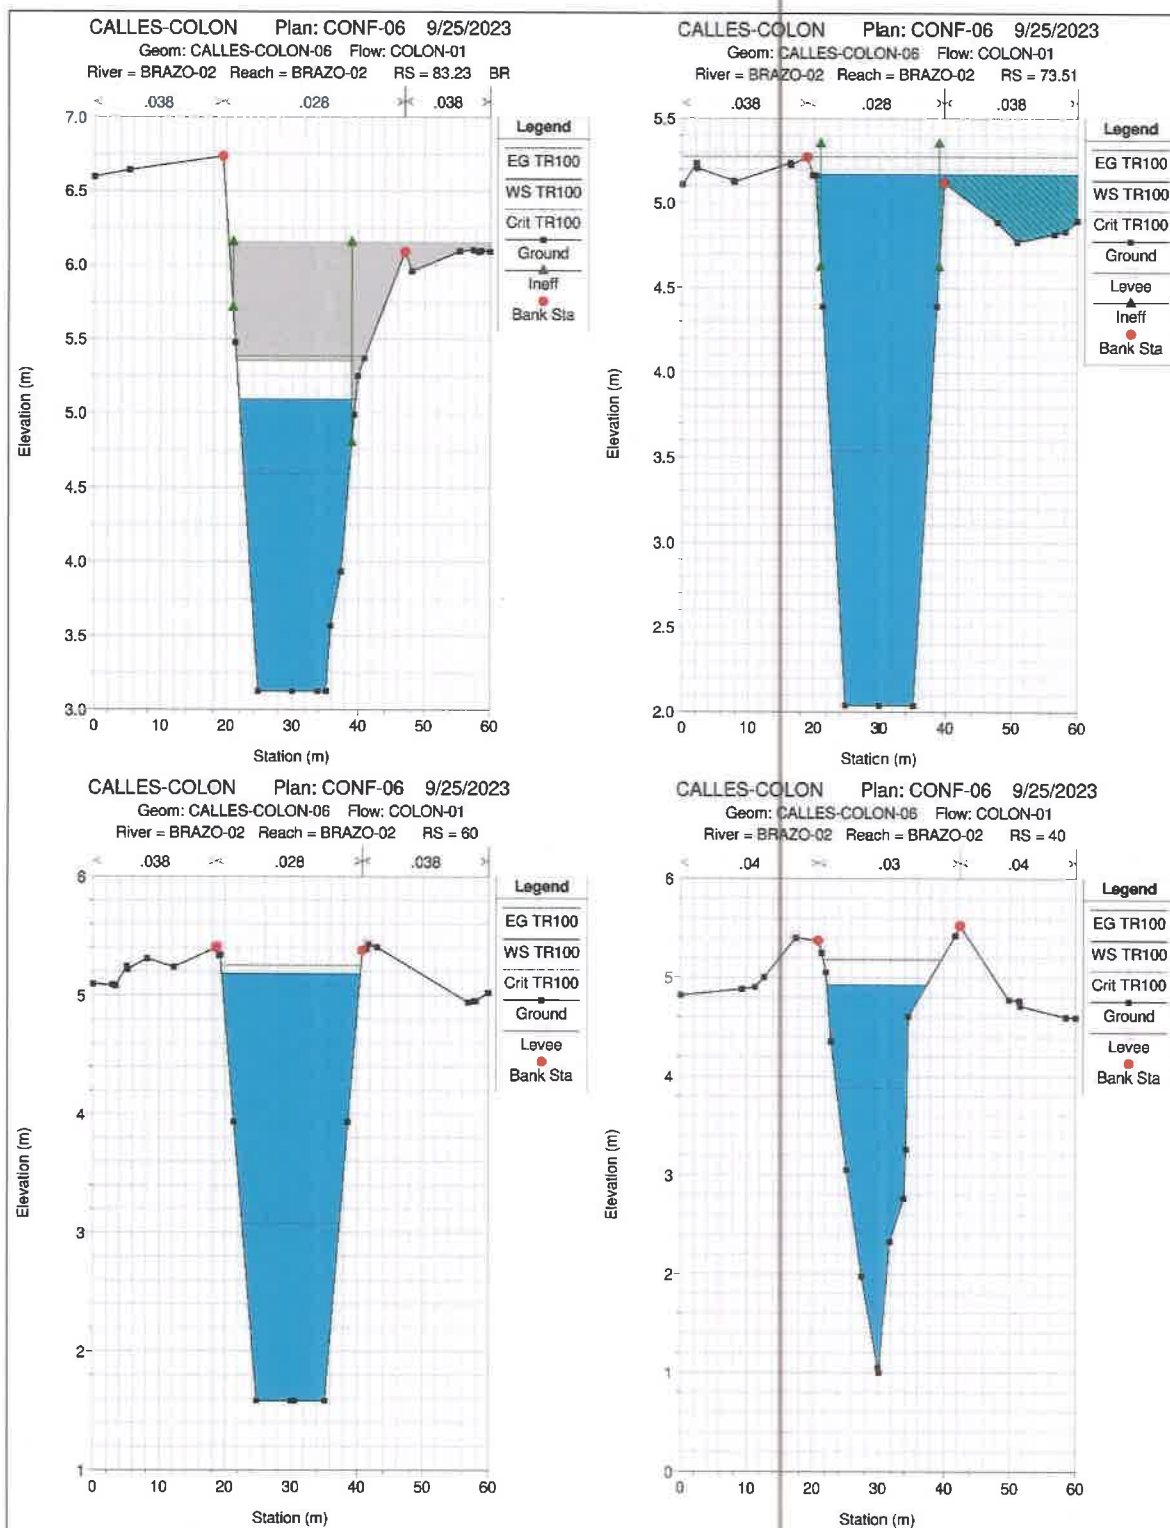 CALLES-COLON Plan: CONF-06 9/25/2023
Geom: CALLES-COLON-06 Flow: COLON-01
River = BRAZO-02 Reach = BRAZO-02 RS = 83.23 BR
.038 .028 .038
Legend
EG TR100
WS TR100
Crit TR100
Ground
Ineff
Bank Sta
7.0
6.5
6.0
5.5
5.0
4.5
4.0
3.5
3.0
Elevation (m)
0 10 20 30 40 50 60
Station (m)
CALLES-COLON Plan: CONF-06 9/25/2023
Geom: CALLES-COLON-06 Flow: COLON-01
River = BRAZO-02 Reach = BRAZO-02 RS = 73.51
.038 .028 .038
Legend
EG TR100
WS TR100
Crit TR100
Ground
Levee
Ineff
Bank Sta
5.5
5.0
4.5
4.0
3.5
3.0
2.5
2.0
Elevation (m)
0 10 20 30 40 50 60
Station (m)
CALLES-COLON Plan: CONF-06 9/25/2023
Geom: CALLES-COLON-06 Flow: COLON-01
River = BRAZO-02 Reach = BRAZO-02 RS = 60
.038 .028 .038
Legend
EG TR100
WS TR100
Crit TR100
Ground
Levee
Bank Sta
6
5
4
3
2
1
Elevation (m)
0 10 20 30 40 50 60
Station (m)
CALLES-COLON Plan: CONF-06 9/25/2023
Geom: CALLES-COLON-06 Flow: COLON-01
River = BRAZO-02 Reach = BRAZO-02 RS = 40
.04 .03 .04
Legend
EG TR100
WS TR100
Crit TR100
Ground
Levee
Bank Sta
6
5
4
3
2
1
0
Elevation (m)
0 10 20 30 40 50 60
Station (m)